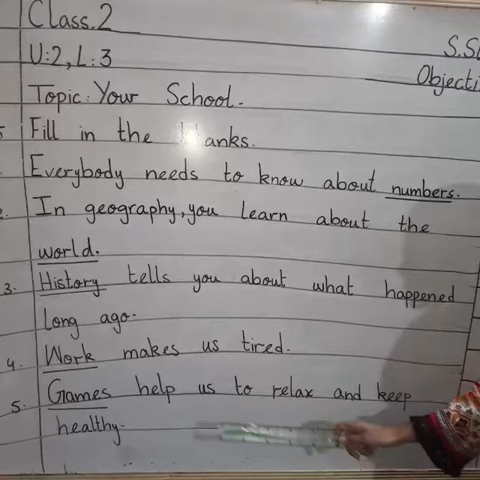 Class.2
S.S
U:2, L:3
Objecti
Topic: Your School.
Fill in the lanks.
Everybody needs to know about numbers.
2. In geography, you learn about the
world.
3. History tells you about what happened
long ago.
4. Work makes us tired.
5. Games help us to relax and keep
healthy.